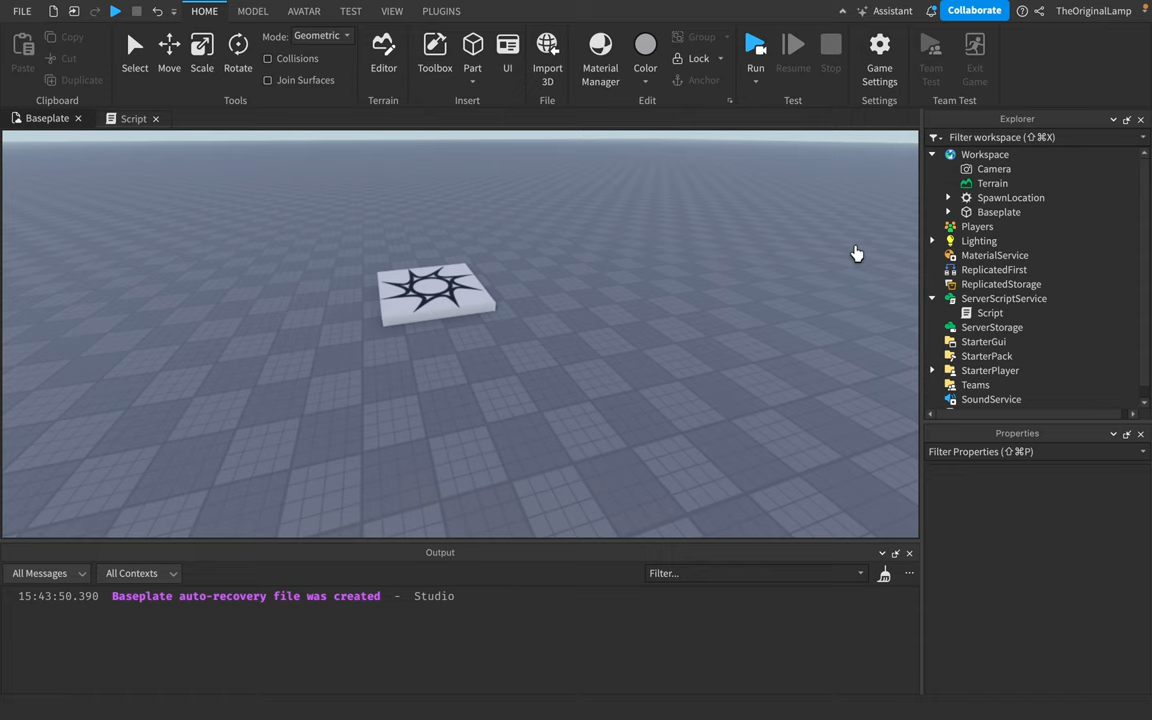 FILE HOME MODEL AVATAR TEST VIEW PLUGINS Assistant Collaborate TheOriginalLamp
Paste Copy Cut Duplicate
Clipboard
Select Move Scale Rotate
Mode: Geometric
Collisions
Join Surfaces
Tools
Editor
Terrain
Toolbox Part UI
Insert
Import 3D
File
Material Manager Color
Group
Lock
Anchor
Edit
Run Resume Stop
Test
Game Settings
Settings
Team Test Exit Game
Team Test
Baseplate Script
Explorer
Filter workspace (⇧⌘X)
Workspace
Camera
Terrain
SpawnLocation
Baseplate
Players
Lighting
MaterialService
ReplicatedFirst
ReplicatedStorage
ServerScriptService
Script
ServerStorage
StarterGui
StarterPack
StarterPlayer
Teams
SoundService
Properties
Filter Properties (⇧⌘P)
Output
All Messages All Contexts Filter... ...
15:43:50.390 Baseplate auto-recovery file was created - Studio